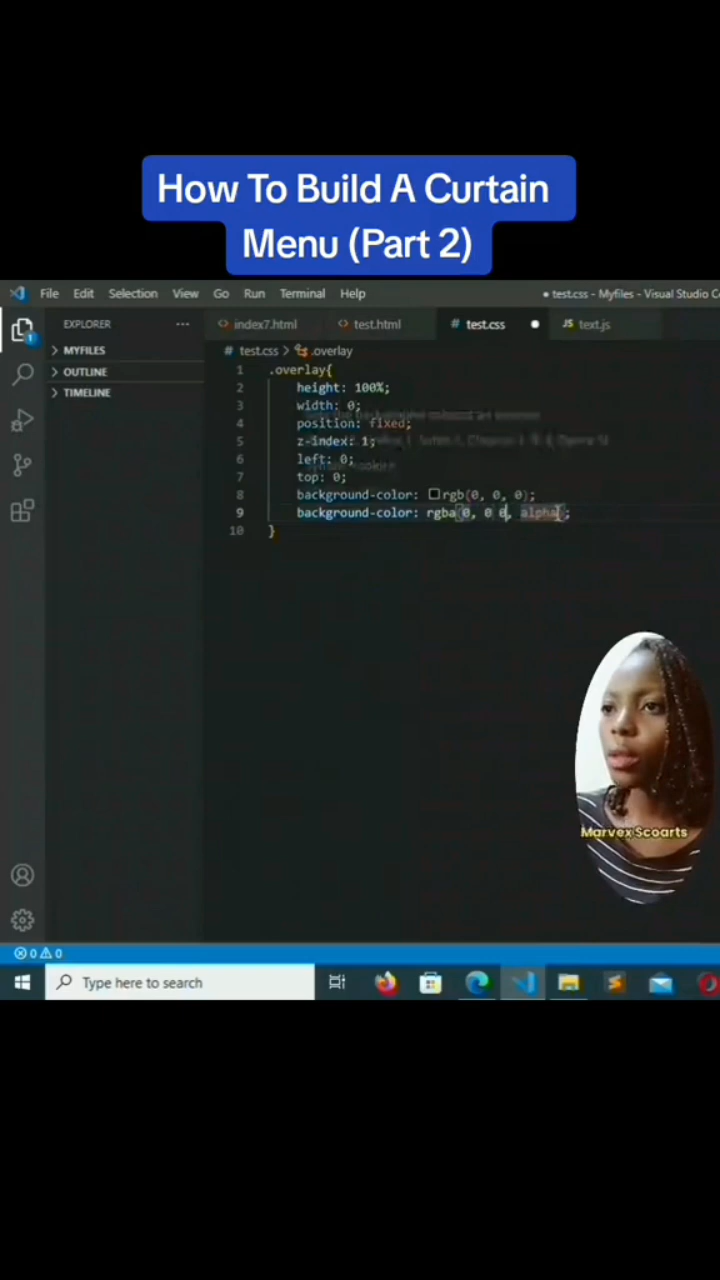 How To Build A Curtain
Menu (Part 2)
File Edit Selection View Go Run Terminal Help
● test.css - Myfiles - Visual Studio C
EXPLORER ···
index7.html test.html # test.css ● JS text.js
1
MYFILES
OUTLINE
TIMELINE
# test.css > .overlay
1 .overlay{
2 height: 100%;
3 width: 0;
4 position: fixed;
5 z-index: 1;
6 left: 0;
7 top: 0;
8 background-color: rgb(0, 0, 0);
9 background-color: rgba(0, 0 0, alpha);
10 }
Marvex Scoarts
0 0
Type here to search